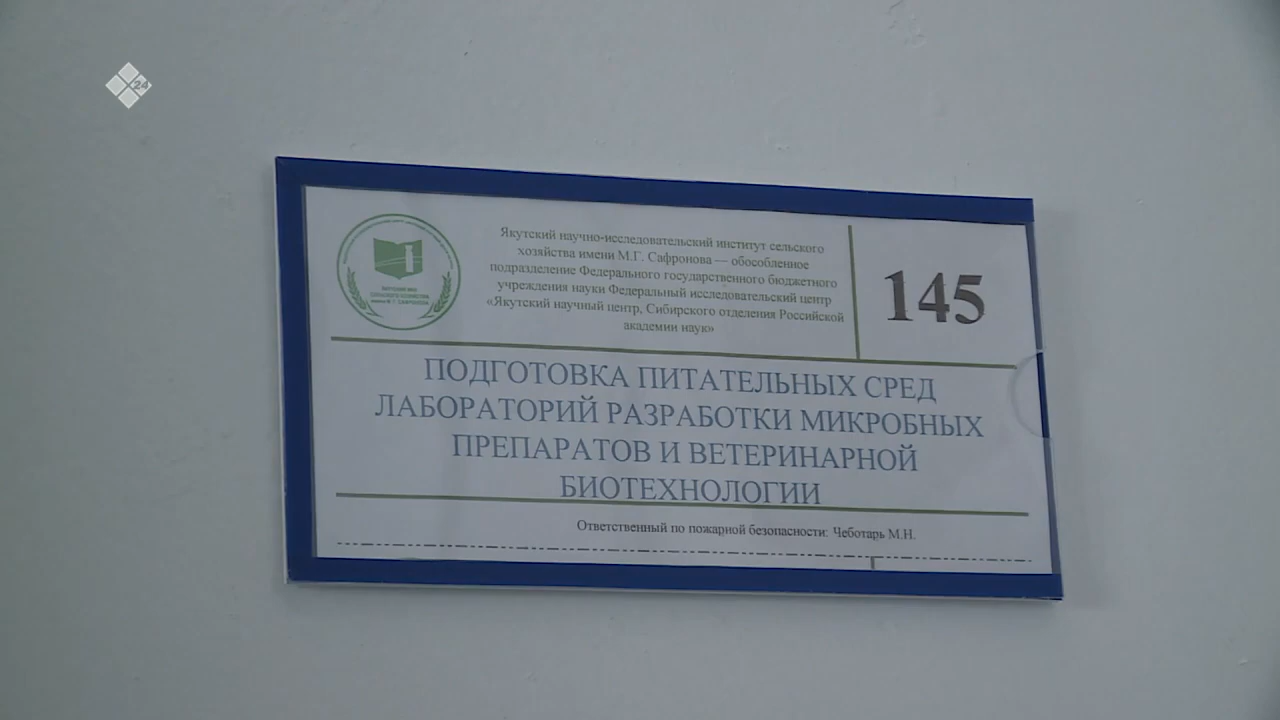 24
Якутский научно-исследовательский институт сельского
хозяйства имени М.Г. Сафронова — обособленное
подразделение Федерального государственного бюджетного
учреждения науки Федеральный исследовательский центр
«Якутский научный центр, Сибирского отделения Российской
академии наук»
145
ПОДГОТОВКА ПИТАТЕЛЬНЫХ СРЕД
ЛАБОРАТОРИЙ РАЗРАБОТКИ МИКРОБНЫХ
ПРЕПАРАТОВ И ВЕТЕРИНАРНОЙ
БИОТЕХНОЛОГИИ
Ответственный по пожарной безопасности: Чеботарь М.Н.